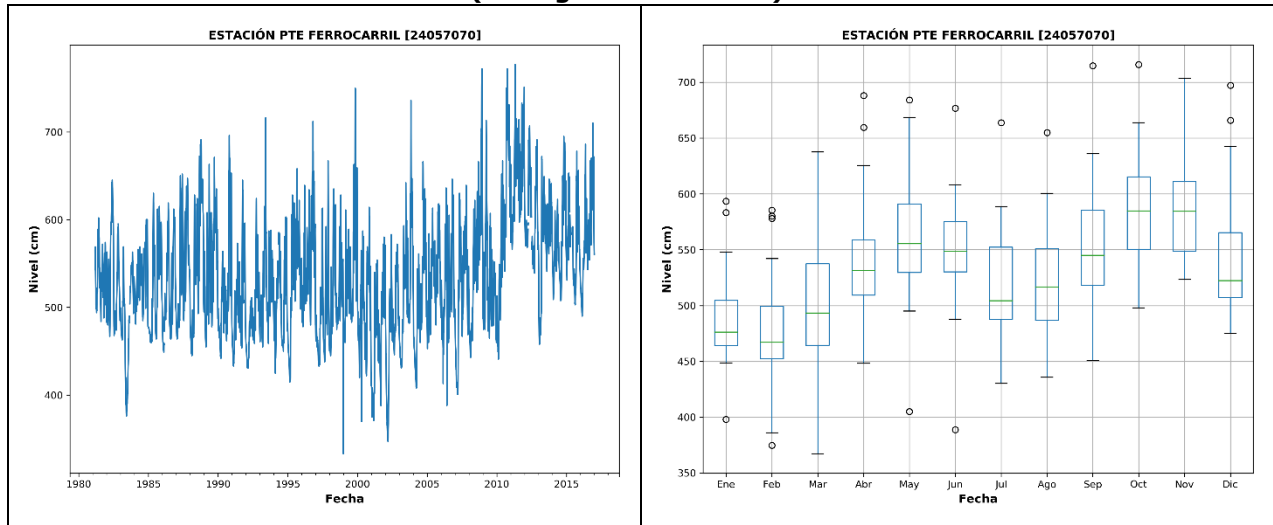 ESTACIÓN PTE FERROCARRIL [24057070]
Nivel (cm)
700
600
500
400
1980 1985 1990 1995 2000 2005 2010 2015
Fecha
ESTACIÓN PTE FERROCARRIL [24057070]
Nivel (cm)
700
650
600
550
500
450
400
350
Ene Feb Mar Abr May Jun Jul Ago Sep Oct Nov Dic
Fecha